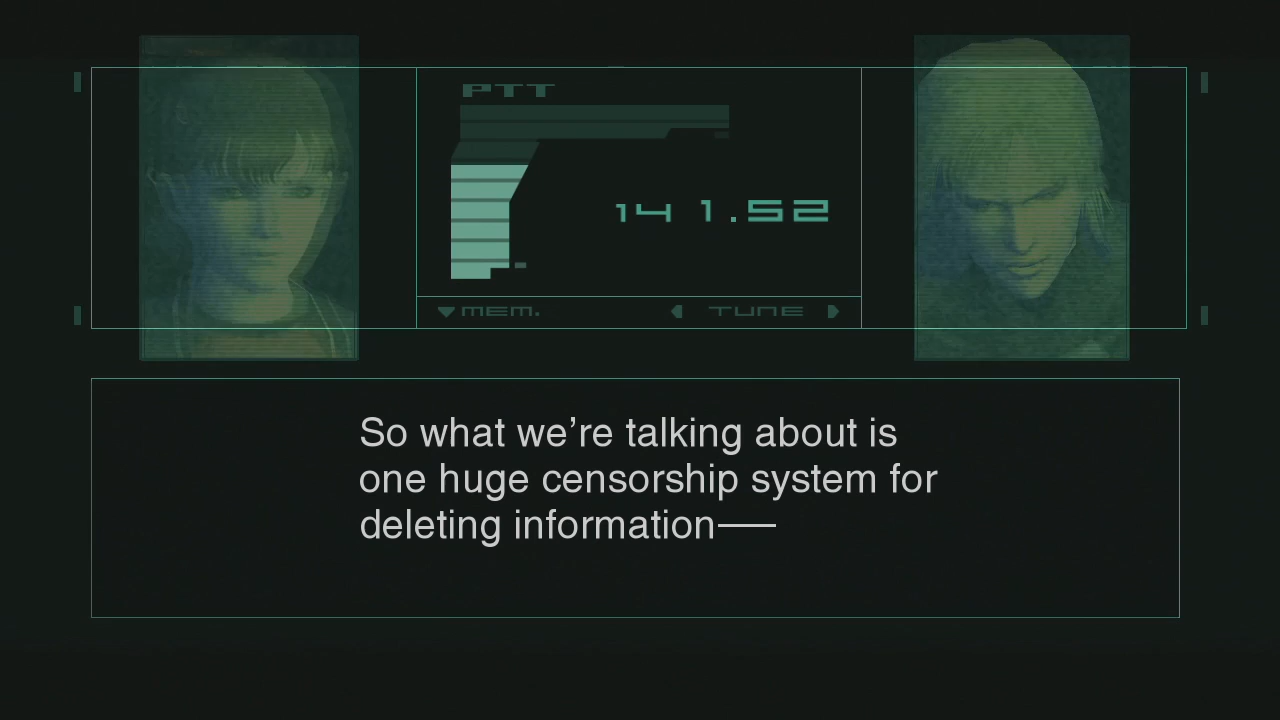 PTT
141.52
MEM.
TUNE
So what we’re talking about is
one huge censorship system for
deleting information——